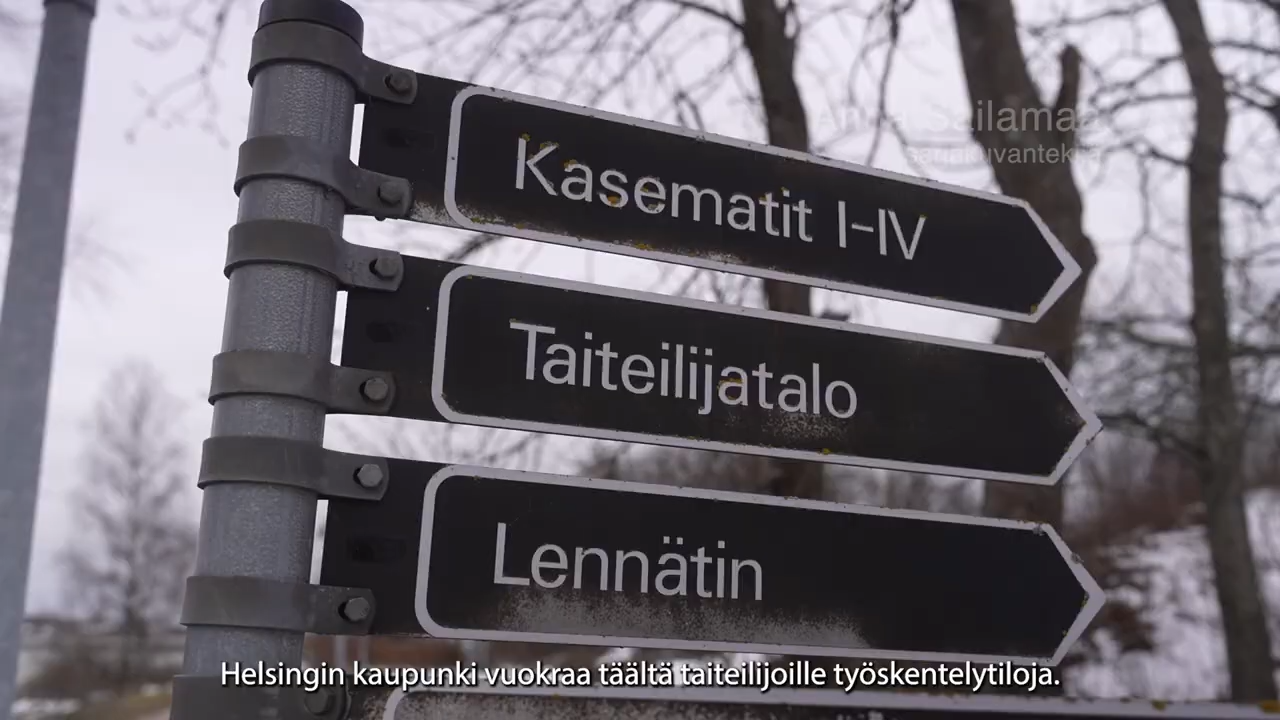 Kasematit I-IV
Taiteilijatalo
Lennätin
Helsingin kaupunki vuokraa täältä taiteilijoille työskentelytiloja.